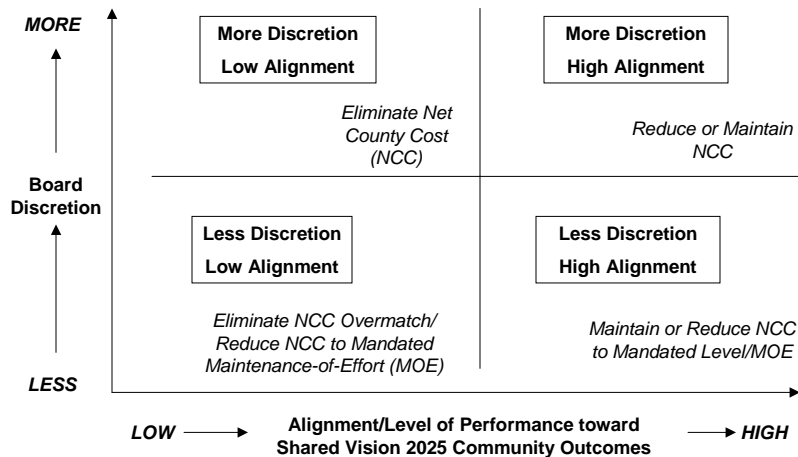 MORE
More Discretion
Low Alignment
More Discretion
High Alignment
Eliminate Net
County Cost
(NCC)
Reduce or Maintain
NCC
Board
Discretion
Less Discretion
Low Alignment
Less Discretion
High Alignment
Eliminate NCC Overmatch/
Reduce NCC to Mandated
Maintenance-of-Effort (MOE)
Maintain or Reduce NCC
to Mandated Level/MOE
LESS
LOW
Alignment/Level of Performance toward
Shared Vision 2025 Community Outcomes
HIGH